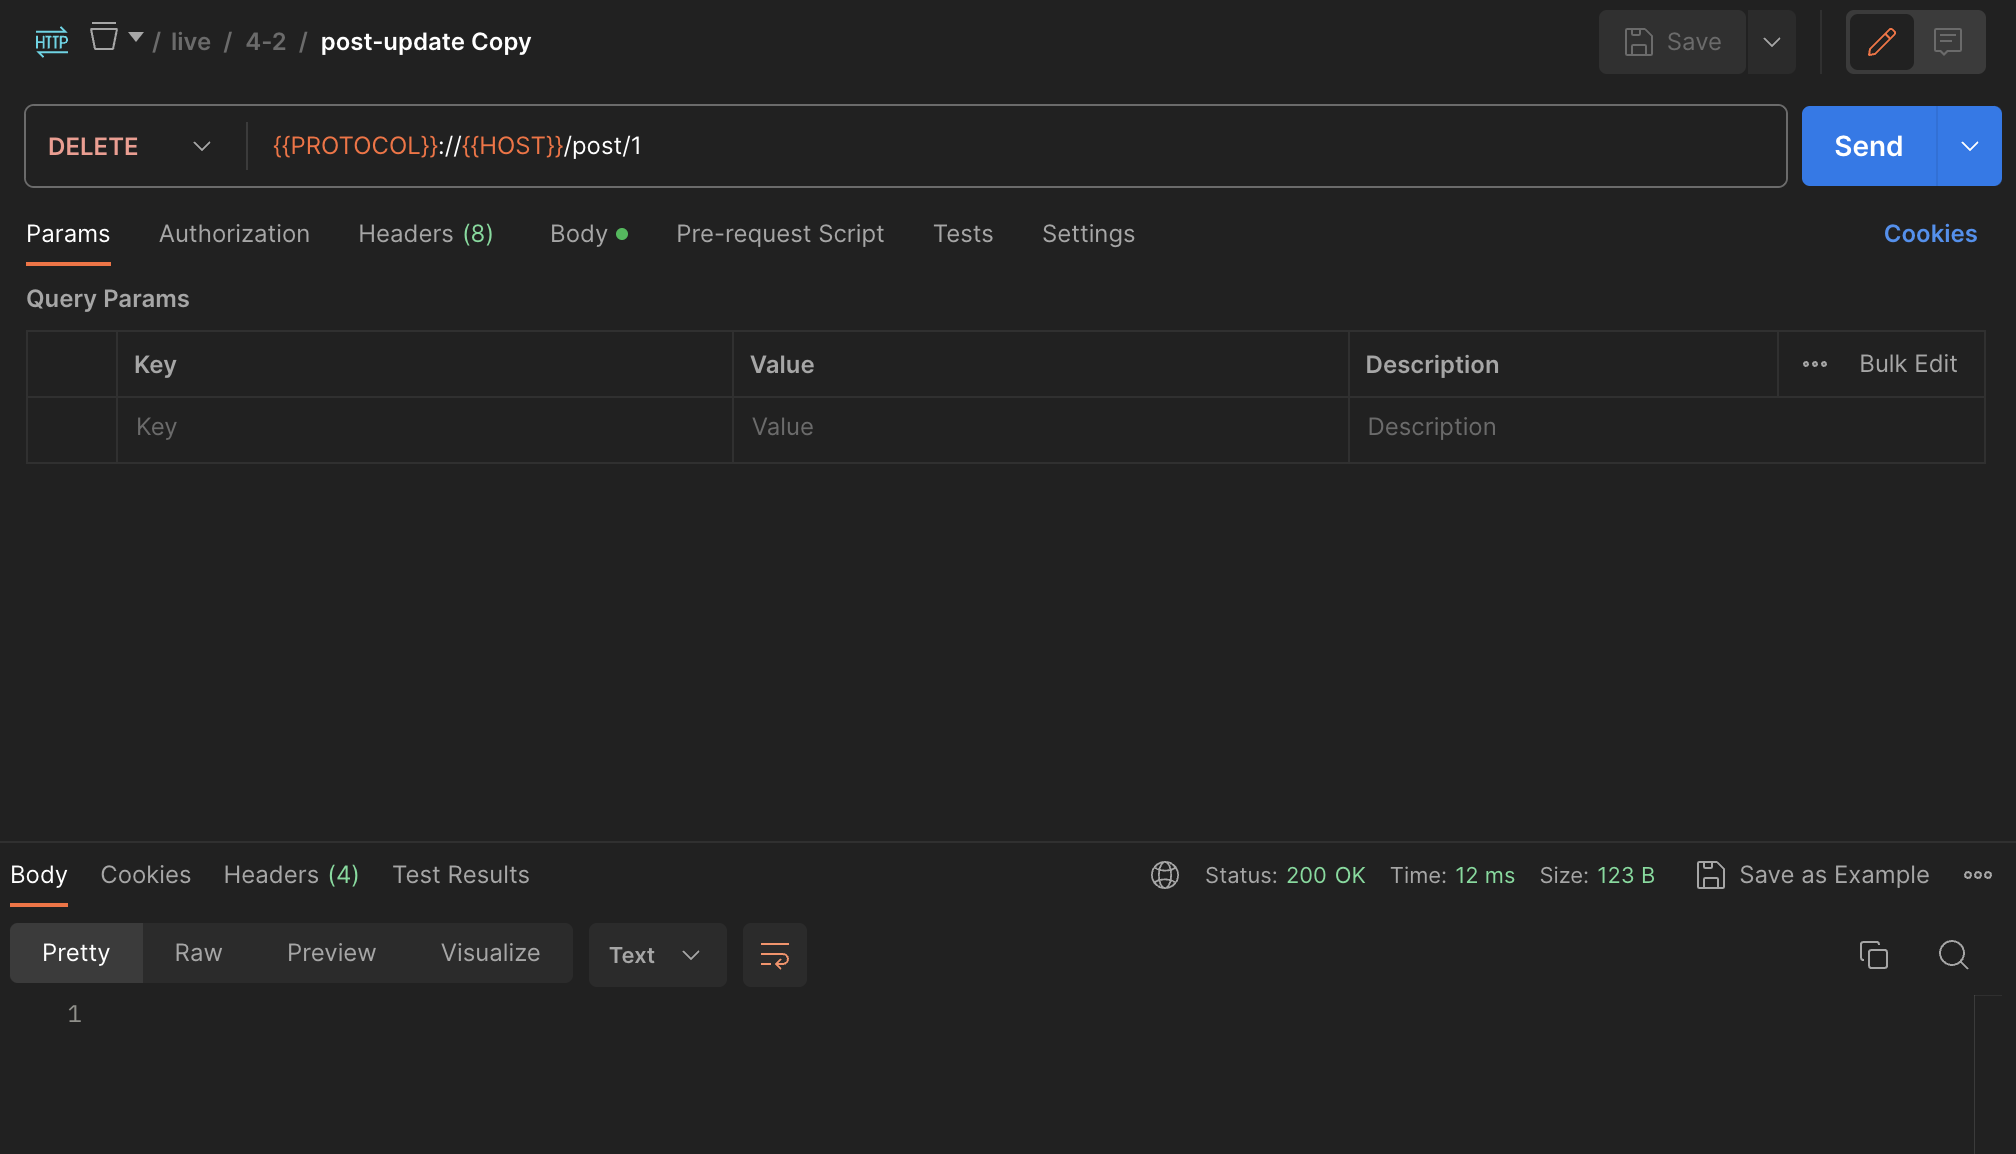 HTTP / live / 4-2 / post-update Copy Save
DELETE {{PROTOCOL}}://{{HOST}}/post/1 Send
Params Authorization Headers (8) Body Pre-request Script Tests Settings Cookies
Query Params
Key Value Description Bulk Edit
Key Value Description
Body Cookies Headers (4) Test Results Status: 200 OK Time: 12 ms Size: 123 B Save as Example
Pretty Raw Preview Visualize Text
1